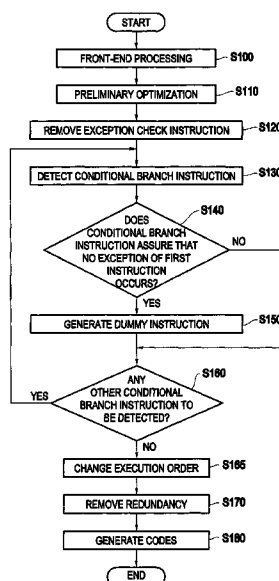 START
FRONT-END PROCESSING
S100
PRELIMINARY OPTIMIZATION
S110
REMOVE EXCEPTION CHECK INSTRUCTION
S120
DETECT CONDITIONAL BRANCH INSTRUCTION
S130
S140
DOES
CONDITIONAL BRANCH
INSTRUCTION ASSURE THAT
NO EXCEPTION OF FIRST
INSTRUCTION
OCCURS?
NO
YES
GENERATE DUMMY INSTRUCTION
S150
S160
ANY
OTHER CONDITIONAL
BRANCH INSTRUCTION TO
BE DETECTED?
YES
NO
CHANGE EXECUTION ORDER
S165
REMOVE REDUNDANCY
S170
GENERATE CODES
S180
END